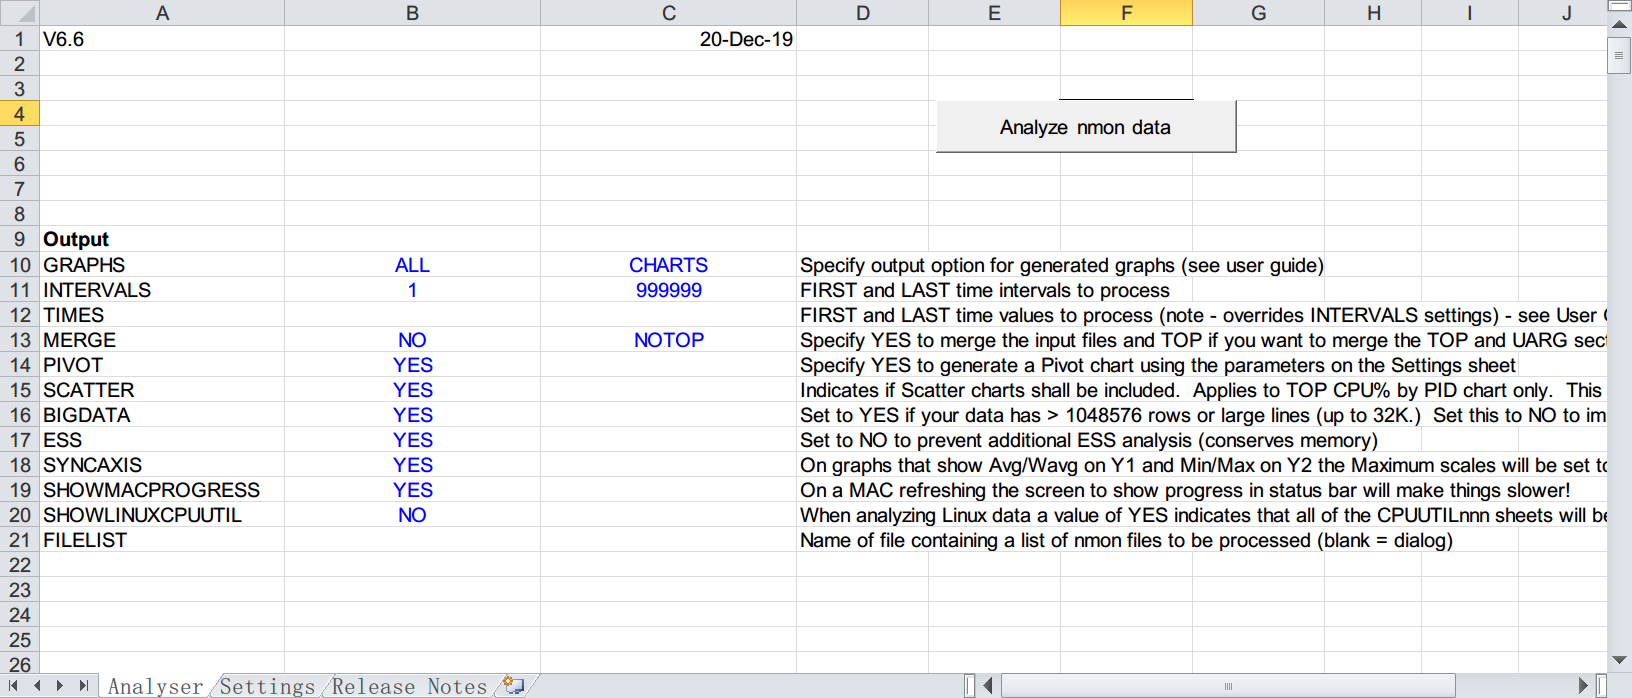 A B C D E F G H I J
1 V6.6 20-Dec-19
2
3
4
Analyze nmon data
5
6
7
8
9 Output
10 GRAPHS ALL CHARTS Specify output option for generated graphs (see user guide)
11 INTERVALS 1 999999 FIRST and LAST time intervals to process
12 TIMES FIRST and LAST time values to process (note - overrides INTERVALS settings) - see User
13 MERGE NO NOTOP Specify YES to merge the input files and TOP if you want to merge the TOP and UARG sect
14 PIVOT YES Specify YES to generate a Pivot chart using the parameters on the Settings sheet
15 SCATTER YES Indicates if Scatter charts shall be included. Applies to TOP CPU% by PID chart only. This
16 BIGDATA YES Set to YES if your data has > 1048576 rows or large lines (up to 32K.) Set this to NO to im
17 ESS YES Set to NO to prevent additional ESS analysis (conserves memory)
18 SYNCAXIS YES On graphs that show Avg/Wavg on Y1 and Min/Max on Y2 the Maximum scales will be set to
19 SHOWMACPROGRESS YES On a MAC refreshing the screen to show progress in status bar will make things slower!
20 SHOWLINUXCPUUTIL NO When analyzing Linux data a value of YES indicates that all of the CPUUTILnnn sheets will be
21 FILELIST Name of file containing a list of nmon files to be processed (blank = dialog)
22
23
24
25
26
Analyser Settings Release Notes